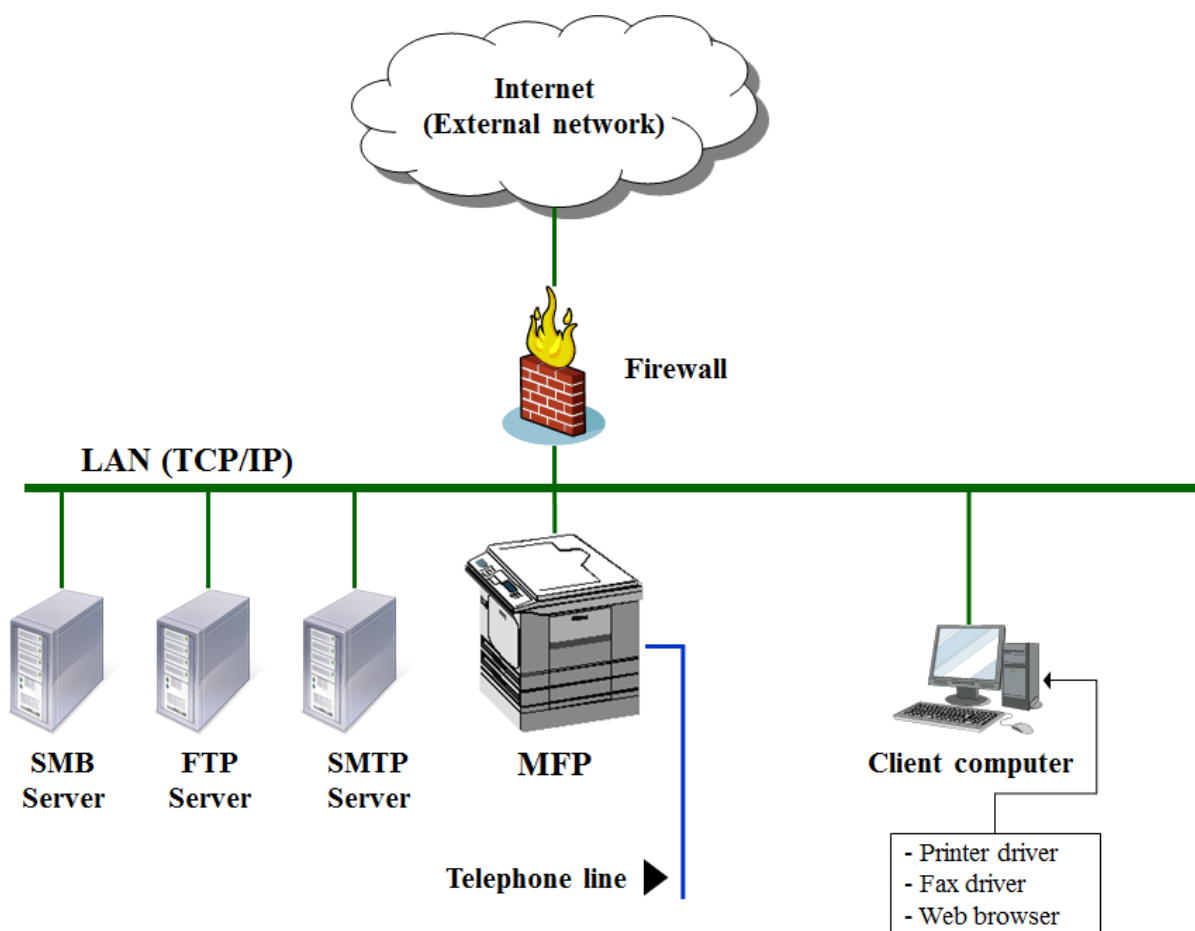 Internet
(External network)
Firewall
LAN (TCP/IP)
SMB
Server
FTP
Server
SMTP
Server
MFP
Client computer
Telephone line
- Printer driver
- Fax driver
- Web browser